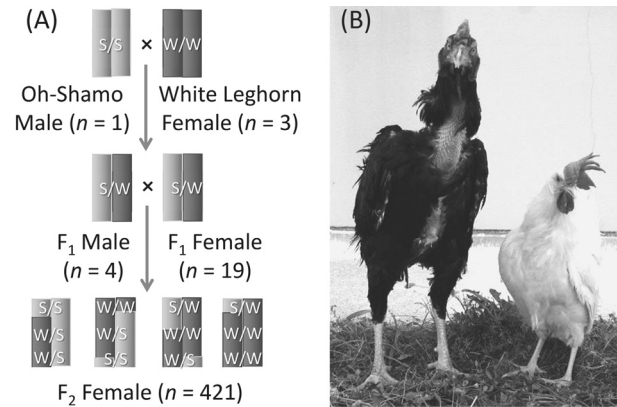 (A)
(B)
S/S × W/W
Oh-Shamo White Leghorn
Male (n = 1) Female (n = 3)
S/W × S/W
F₁ Male F₁ Female
(n = 4) (n = 19)
S/S W/W S/W S/W
W/S W/S W/W W/W
W/S S/S W/S W/W
F₂ Female (n = 421)